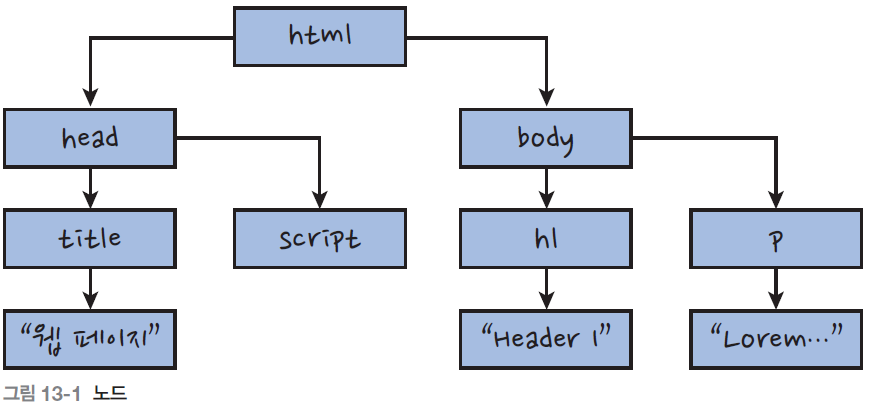 html
head
body
title
script
h1
p
“웹 페이지”
“Header 1”
“Lorem…”
그림 13-1 노드